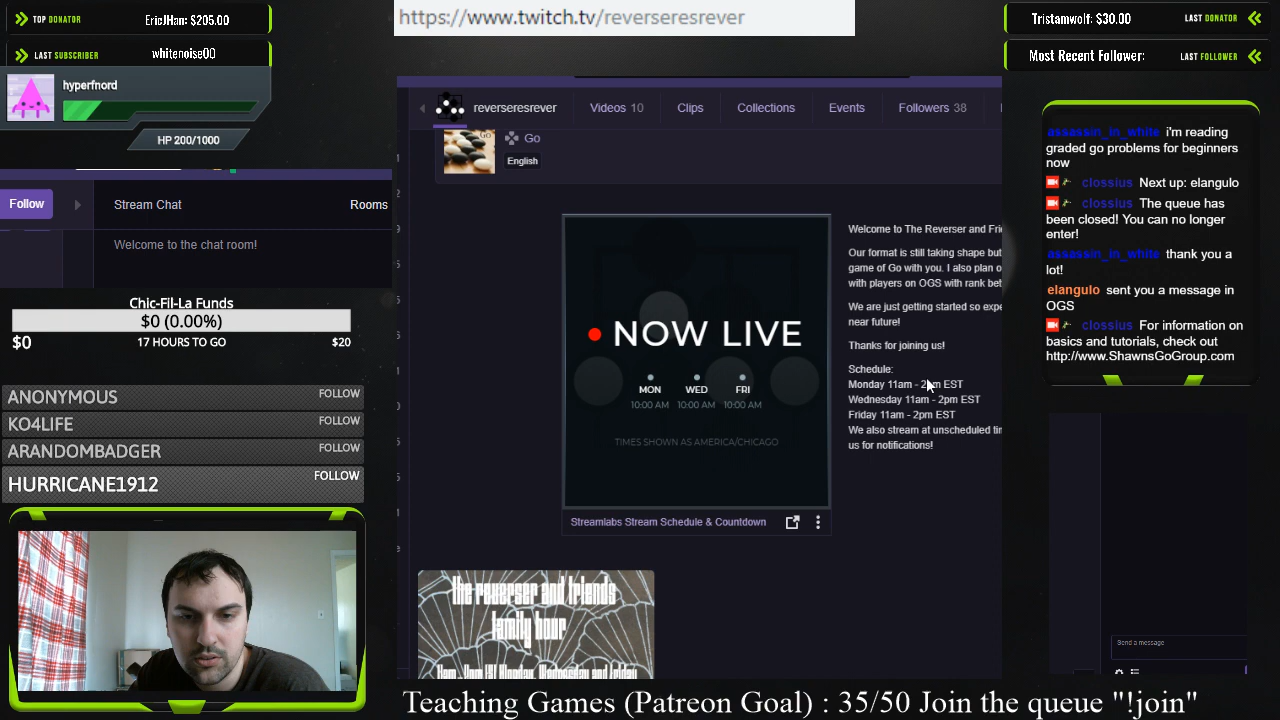 TOP DONATOR
EricJHan: $205.00
LAST SUBSCRIBER
whitenoise00
hyperfnord
HP 200/1000
Follow
Stream Chat
Rooms
Welcome to the chat room!
Chic-Fil-La Funds
$0 (0.00%)
$0
17 HOURS TO GO
$20
ANONYMOUS
FOLLOW
KO4LIFE
FOLLOW
ARANDOMBADGER
FOLLOW
HURRICANE1912
FOLLOW
https://www.twitch.tv/reverseresrever
reverseresrever
Videos 10
Clips
Collections
Events
Followers 38
Go
English
NOW LIVE
MON
WED
FRI
10:00 AM
10:00 AM
10:00 AM
TIMES SHOWN AS AMERICA/CHICAGO
Streamlabs Stream Schedule & Countdown
Welcome to The Reverser and
Our format is still taking shape but
game of Go with you. I also plan o
with players on OGS with rank
We are just getting started so
near future!
Thanks for joining us!
Schedule:
Monday 11am - 2pm EST
Wednesday 11am - 2pm EST
Friday 11am - 2pm EST
We also stream at unscheduled
us for notifications!
the reverser and friends
family hour
Tristamwolf: $30.00
LAST DONATOR
Most Recent Follower:
LAST FOLLOWER
assassin_in_white i'm reading
graded go problems for beginners
now
clossius Next up: elangulo
clossius The queue has
been closed! You can no longer
enter!
assassin_in_white thank you a
lot!
elangulo sent you a message in
OGS
clossius For information on
basics and tutorials, check out
http://www.ShawnsGoGroup.com
Send a message
Teaching Games (Patreon Goal) : 35/50 Join the queue "!join"